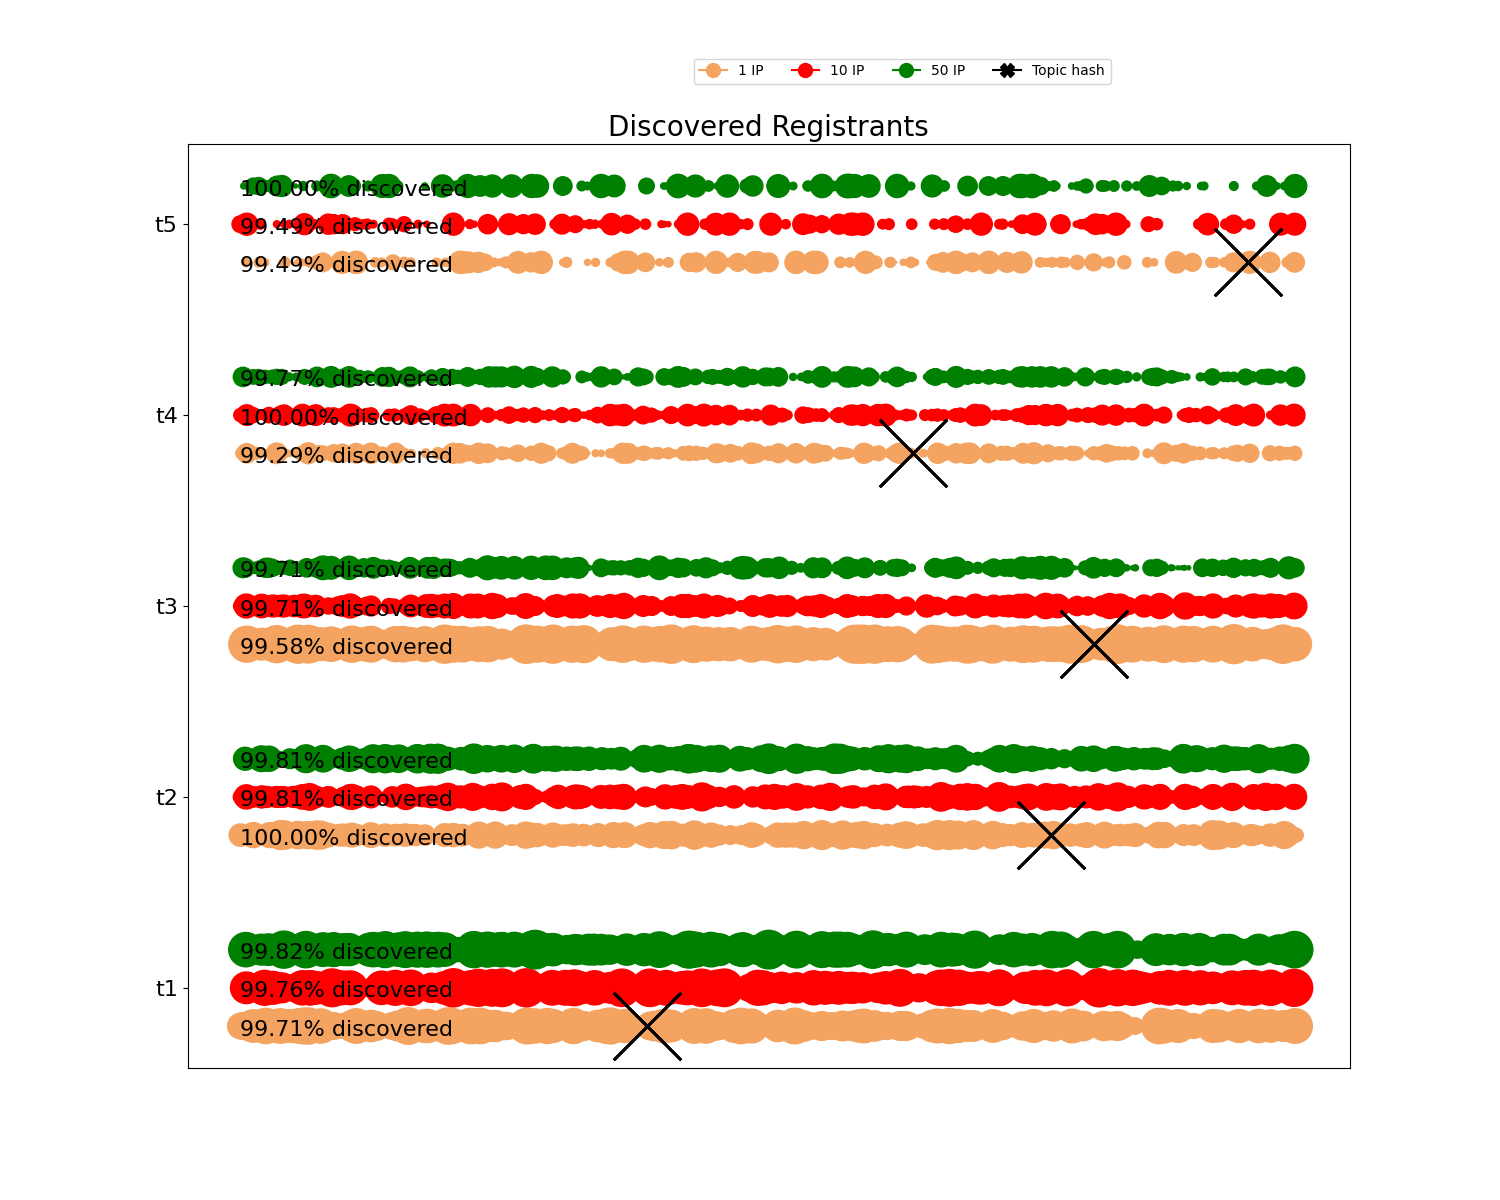 1 IP 10 IP 50 IP Topic hash
Discovered Registrants
100.00% discovered
t5 99.49% discovered
99.49% discovered
99.77% discovered
t4 100.00% discovered
99.29% discovered
99.71% discovered
t3 99.71% discovered
99.58% discovered
99.81% discovered
t2 99.81% discovered
100.00% discovered
99.82% discovered
t1 99.76% discovered
99.71% discovered